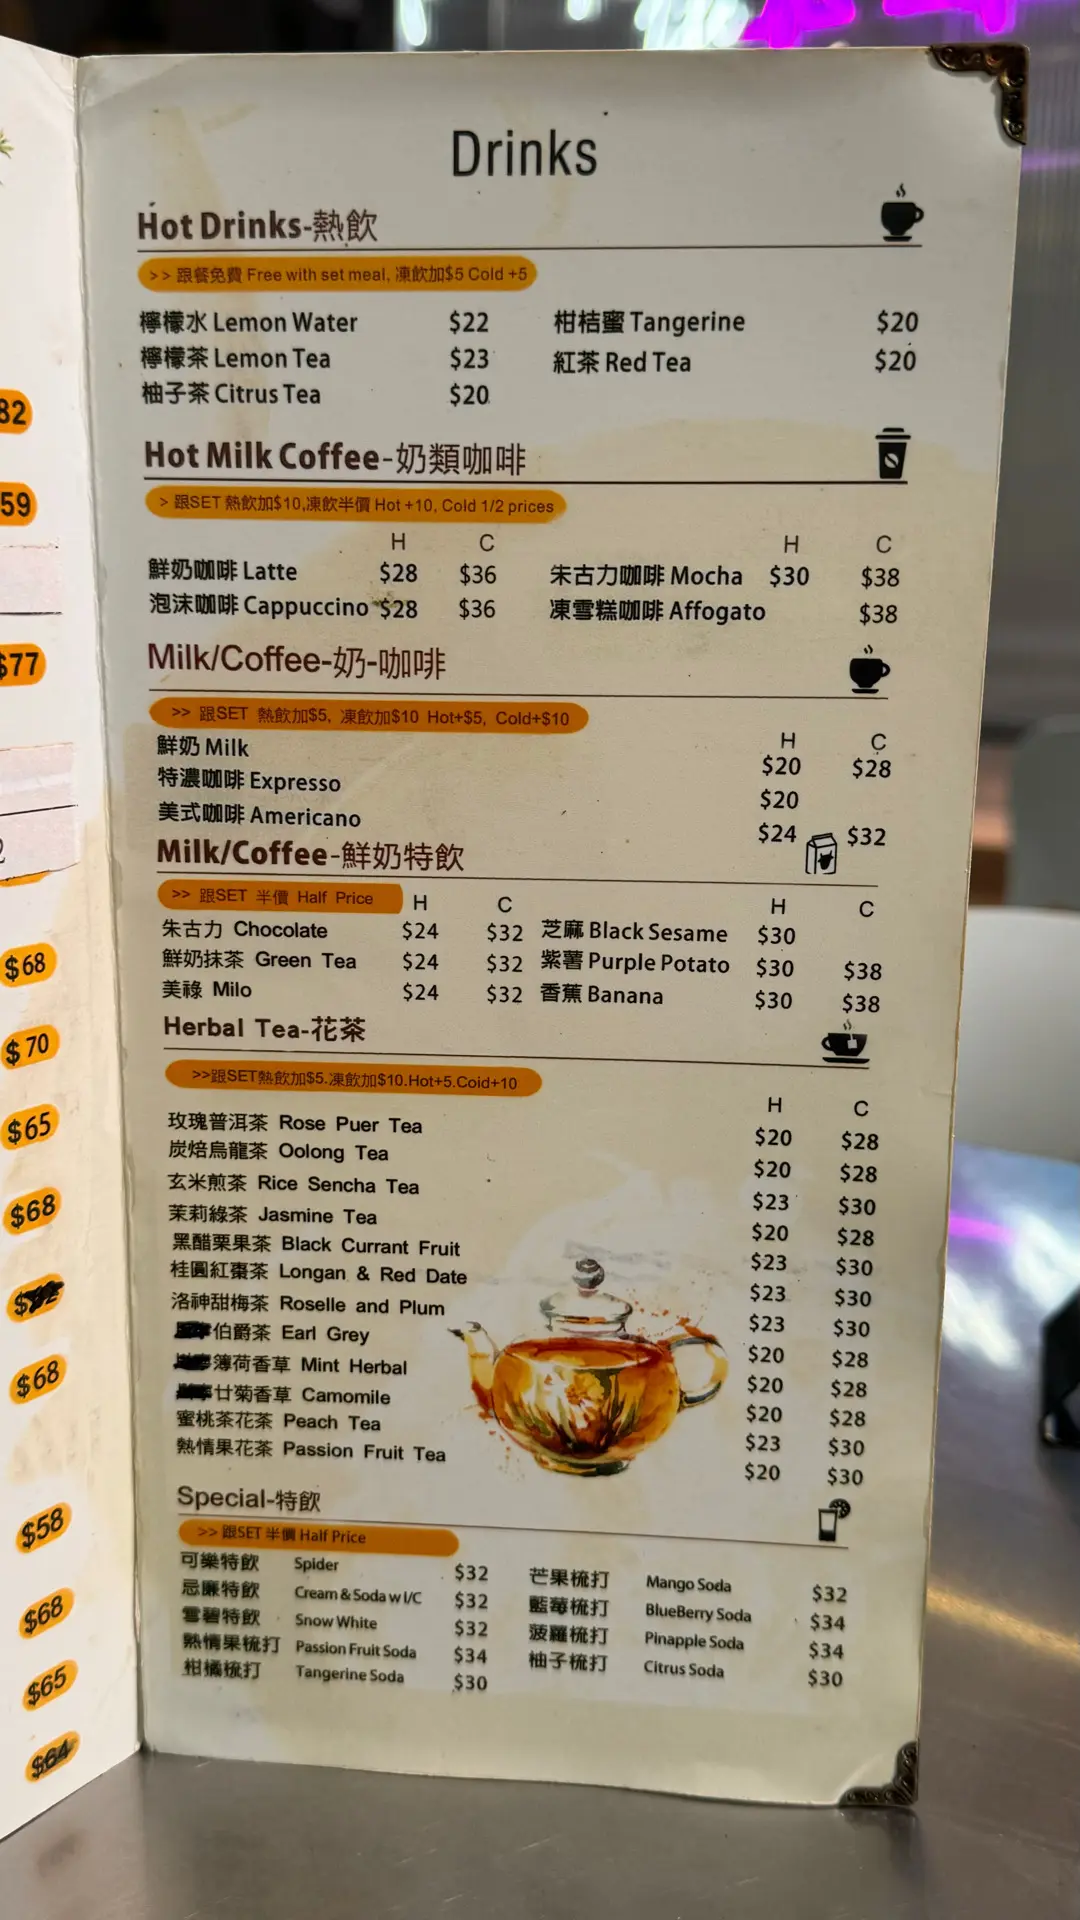 Drinks
Hot Drinks-熱飲
>> 跟餐免費 Free with set meal, 凍飲加$5 Cold +5
檸檬水 Lemon Water $22 柑桔蜜 Tangerine $20
檸檬茶 Lemon Tea $23 紅茶 Red Tea $20
柚子茶 Citrus Tea $20
Hot Milk Coffee-奶類咖啡
> 跟SET 熱飲加$10,凍飲半價 Hot +10, Cold 1/2 prices
H C H C
鮮奶咖啡 Latte $28 $36 朱古力咖啡 Mocha $30 $38
泡沫咖啡 Cappuccino $28 $36 凍雪糕咖啡 Affogato $38
Milk/Coffee-奶-咖啡
>> 跟SET 熱飲加$5, 凍飲加$10 Hot+$5, Cold+$10
H C
鮮奶 Milk $20 $28
特濃咖啡 Expresso $20
美式咖啡 Americano $24 $32
Milk/Coffee-鮮奶特飲
>> 跟SET 半價 Half Price H C H C
朱古力 Chocolate $24 $32 芝麻 Black Sesame $30
鮮奶抹茶 Green Tea $24 $32 紫薯 Purple Potato $30 $38
美祿 Milo $24 $32 香蕉 Banana $30 $38
Herbal Tea-花茶
>>跟SET熱飲加$5.凍飲加$10.Hot+5.Coid+10
H C
玫瑰普洱茶 Rose Puer Tea $20 $28
炭焙烏龍茶 Oolong Tea $20 $28
玄米煎茶 Rice Sencha Tea $23 $30
茉莉綠茶 Jasmine Tea $20 $28
黑醋栗果茶 Black Currant Fruit $23 $30
桂圓紅棗茶 Longan & Red Date $23 $30
洛神甜梅茶 Roselle and Plum $23 $30
伯爵茶 Earl Grey $20 $28
簿荷香草 Mint Herbal $20 $28
廿菊香草 Camomile $20 $28
蜜桃茶花茶 Peach Tea $23 $30
熱情果花茶 Passion Fruit Tea $20 $30
Special-特飲
>> 跟SET 半價 Half Price
可樂特飲 Spider $32 芒果梳打 Mango Soda $32
忌廉特飲 Cream & Soda w I/C $32 藍莓梳打 BlueBerry Soda $34
雪碧特飲 Snow White $32 菠蘿梳打 Pinapple Soda $34
熱情果梳打 Passion Fruit Soda $34 柚子梳打 Citrus Soda $30
柑橘梳打 Tangerine Soda $30
82
59
$77
$68
$70
$65
$68
$68
$58
$68
$65
$64